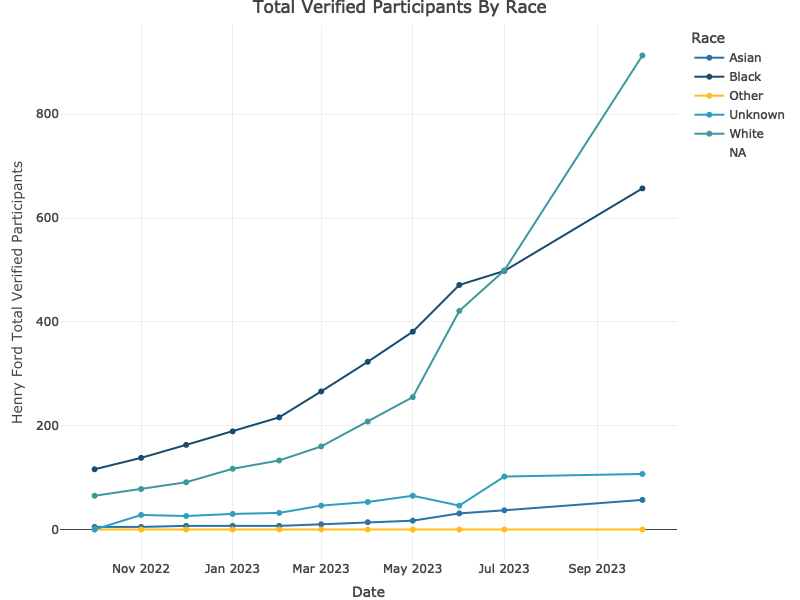 Total Verified Participants By Race
Race
Asian
Black
Other
Unknown
White
NA
Henry Ford Total Verified Participants
800
600
400
200
0
Nov 2022
Jan 2023
Mar 2023
May 2023
Jul 2023
Sep 2023
Date